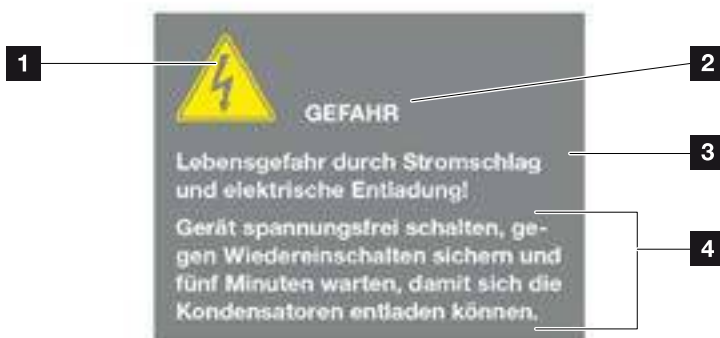 1
2
GEFAHR
3
Lebensgefahr durch Stromschlag
und elektrische Entladung!
Gerät spannungsfrei schalten, ge-
gen Wiedereinschalten sichern und
fünf Minuten warten, damit sich die
Kondensatoren entladen können.
4